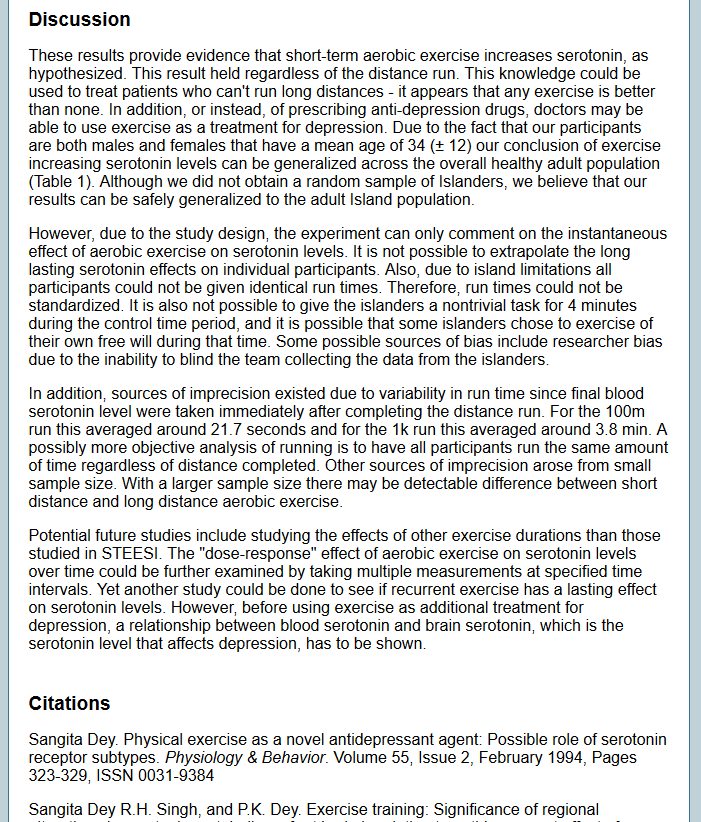 Discussion
These results provide evidence that short-term aerobic exercise increases serotonin, as
hypothesized. This result held regardless of the distance run. This knowledge could be
used to treat patients who can't run long distances - it appears that any exercise is better
than none. In addition, or instead, of prescribing anti-depression drugs, doctors may be
able to use exercise as a treatment for depression. Due to the fact that our participants
are both males and females that have a mean age of 34 (± 12) our conclusion of exercise
increasing serotonin levels can be generalized across the overall healthy adult population
(Table 1). Although we did not obtain a random sample of Islanders, we believe that our
results can be safely generalized to the adult Island population.
However, due to the study design, the experiment can only comment on the instantaneous
effect of aerobic exercise on serotonin levels. It is not possible to extrapolate the long
lasting serotonin effects on individual participants. Also, due to island limitations all
participants could not be given identical run times. Therefore, run times could not be
standardized. It is also not possible to give the islanders a nontrivial task for 4 minutes
during the control time period, and it is possible that some islanders chose to exercise of
their own free will during that time. Some possible sources of bias include researcher bias
due to the inability to blind the team collecting the data from the islanders.
In addition, sources of imprecision existed due to variability in run time since final blood
serotonin level were taken immediately after completing the distance run. For the 100m
run this averaged around 21.7 seconds and for the 1k run this averaged around 3.8 min. A
possibly more objective analysis of running is to have all participants run the same amount
of time regardless of distance completed. Other sources of imprecision arose from small
sample size. With a larger sample size there may be detectable difference between short
distance and long distance aerobic exercise.
Potential future studies include studying the effects of other exercise durations than those
studied in STEESI. The "dose-response" effect of aerobic exercise on serotonin levels
over time could be further examined by taking multiple measurements at specified time
intervals. Yet another study could be done to see if recurrent exercise has a lasting effect
on serotonin levels. However, before using exercise as additional treatment for
depression, a relationship between blood serotonin and brain serotonin, which is the
serotonin level that affects depression, has to be shown.
Citations
Sangita Dey. Physical exercise as a novel antidepressant agent: Possible role of serotonin
receptor subtypes. Physiology & Behavior. Volume 55, Issue 2, February 1994, Pages
323-329, ISSN 0031-9384
Sangita Dey R.H. Singh, and P.K. Dey. Exercise training: Significance of regional